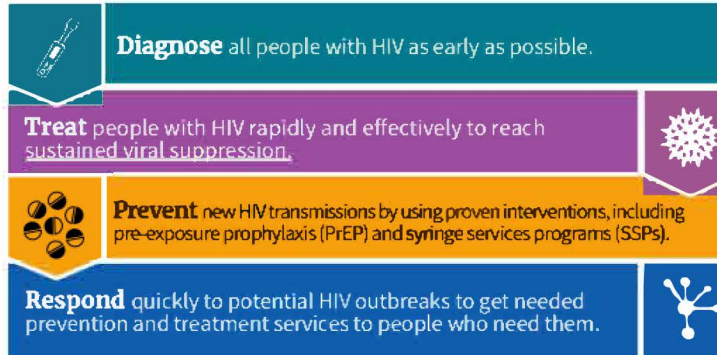 Diagnose all people with HIV as early as possible.
Treat people with HIV rapidly and effectively to reach
sustained viral suppression.
Prevent new HIV transmissions by using proven interventions, including
pre-exposure prophylaxis (PrEP) and syringe services programs (SSPs).
Respond quickly to potential HIV outbreaks to get needed
prevention and treatment services to people who need them.